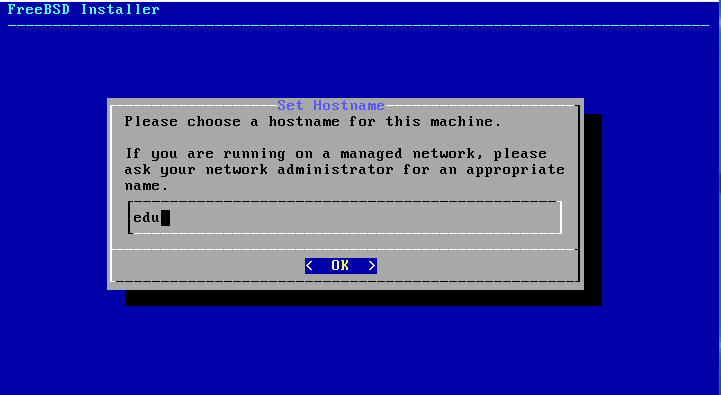 FreeBSD Installer
Set Hostname
Please choose a hostname for this machine.
If you are running on a managed network, please
ask your network administrator for an appropriate
name.
edu
< OK >